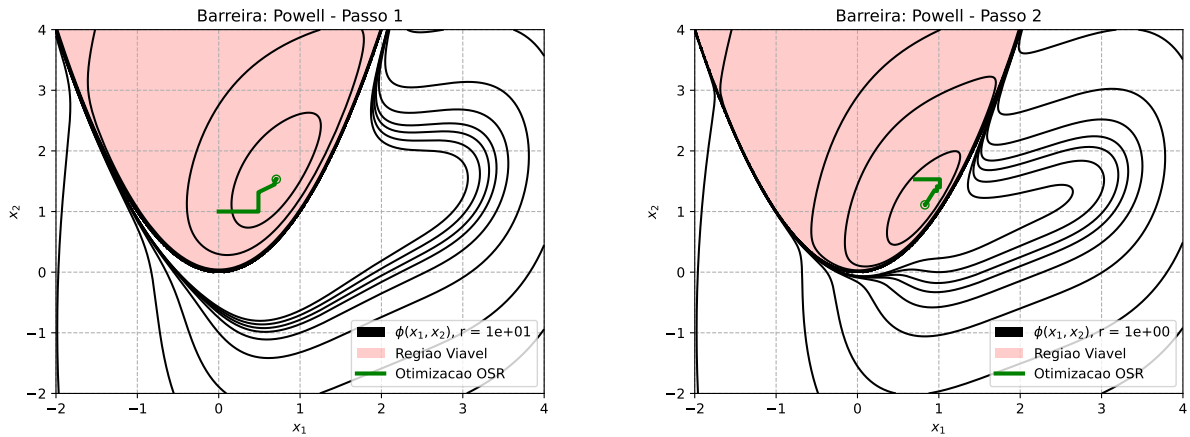 Barreira: Powell - Passo 1
4
3
2
1
0
−1
−2
x₂
−2 −1 0 1 2 3 4
x₁
ϕ(x₁, x₂), r = 1e+01
Regiao Viavel
Otimizacao OSR
Barreira: Powell - Passo 2
4
3
2
1
0
−1
−2
x₂
−2 −1 0 1 2 3 4
x₁
ϕ(x₁, x₂), r = 1e+00
Regiao Viavel
Otimizacao OSR